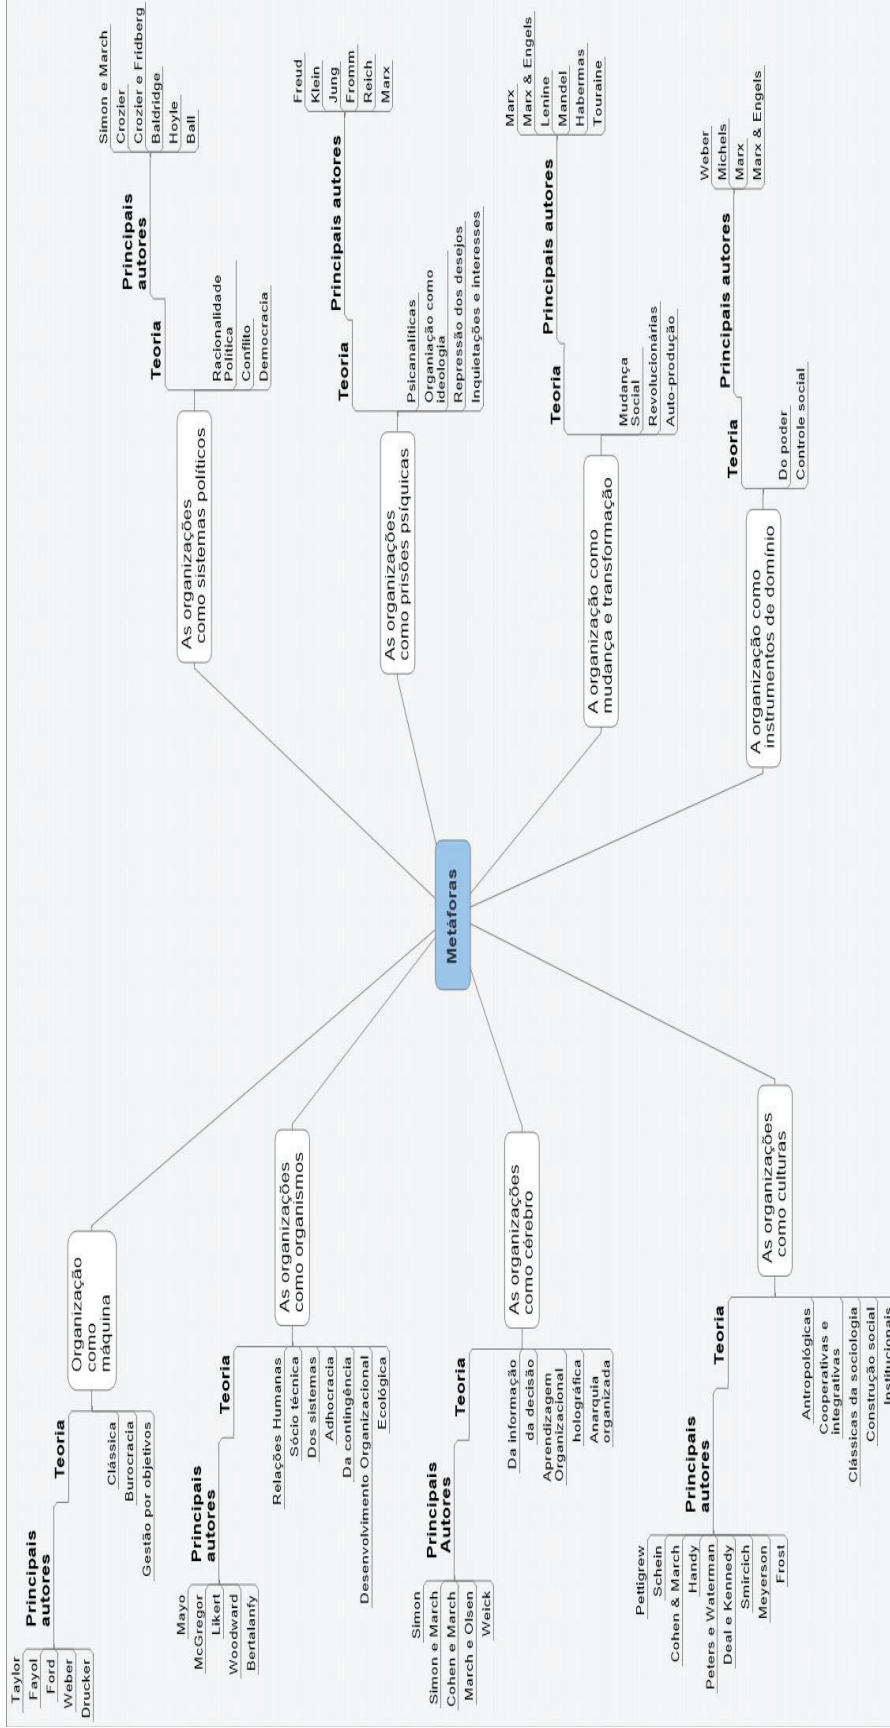 Metáforas
Organização
como
máquina
Teoria
Clássica
Burocracia
Gestão por objetivos
Principais
autores
Taylor
Fayol
Ford
Weber
Drucker
As organizações
como organismos
Teoria
Relações Humanas
Sócio técnica
Dos sistemas
Adhocracia
Da contingência
Desenvolvimento Organizacional
Ecológica
Principais
autores
Mayo
McGregor
Likert
Woodward
Bertalanfy
As organizações
como cérebro
Teoria
Da informação
da decisão
Aprendizagem
Organizacional
holográfica
Anarquia
organizada
Principais
Autores
Simon
Simon e March
Cohen e March
March e Olsen
Weick
As organizações
como culturas
Teoria
Antropológicas
Cooperativas e
integrativas
Clássicas da sociologia
Construção social
Institucionais
Principais
autores
Pettigrew
Schein
Cohen & March
Handy
Peters e Waterman
Deal e Kennedy
Smircich
Meyerson
Frost
As organizações
como sistemas políticos
Teoria
Racionalidade
Política
Conflito
Democracia
Principais
autores
Simon e March
Crozier
Crozier e Fridberg
Baldridge
Hoyle
Ball
As organizações
como prisões psíquicas
Teoria
Psicanalíticas
Organiação como
ideologia
Repressão dos desejos
Inquietações e interesses
Principais autores
Freud
Klein
Jung
Fromm
Reich
Marx
A organização como
mudança e transformação
Teoria
Mudança
Social
Revolucionárias
Auto-produção
Principais autores
Marx
Marx & Engels
Lenine
Mandel
Habermas
Touraine
A organização como
instrumentos de domínio
Teoria
Do poder
Controle social
Principais autores
Weber
Michels
Marx
Marx & Engels